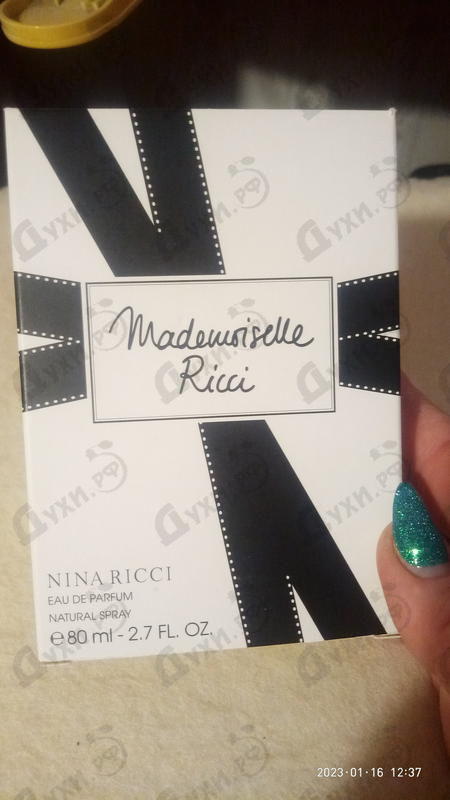 Mademoiselle
Ricci
NINA RICCI
EAU DE PARFUM
NATURAL SPRAY
℮80 ml - 2.7 FL. OZ.
2023-01-16 12:37
Духи.РФ